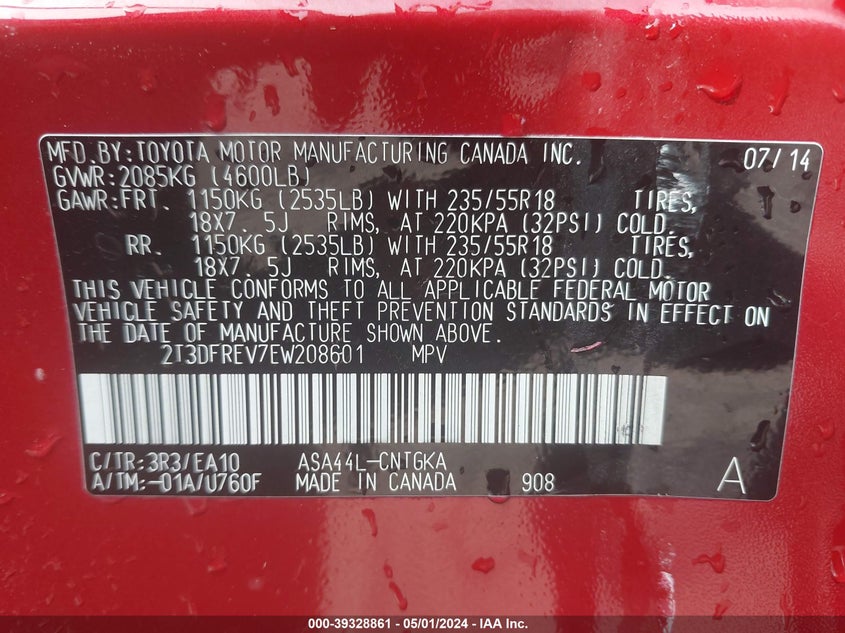 MFD.BY:TOYOTA MOTOR MANUFACTURING CANADA INC. 07/14
GVWR:2085KG (4600LB)
GAWR:FRT. 1150KG (2535LB) WITH 235/55R18 TIRES,
18X7.5J RIMS, AT 220KPA (32PSI) COLD.
RR. 1150KG (2535LB) WITH 235/55R18 TIRES,
18X7.5J RIMS, AT 220KPA (32PSI) COLD.
THIS VEHICLE CONFORMS TO ALL APPLICABLE FEDERAL MOTOR
VEHICLE SAFETY AND THEFT PREVENTION STANDARDS IN EFFECT ON
THE DATE OF MANUFACTURE SHOWN ABOVE.
2T3DFREV7EW208601 MPV
C/TR:3R3/EA10 ASA44L-CNTGKA
A/TM:-01A/U760F MADE IN CANADA 908 A
000-39328861 - 05/01/2024 - IAA Inc.